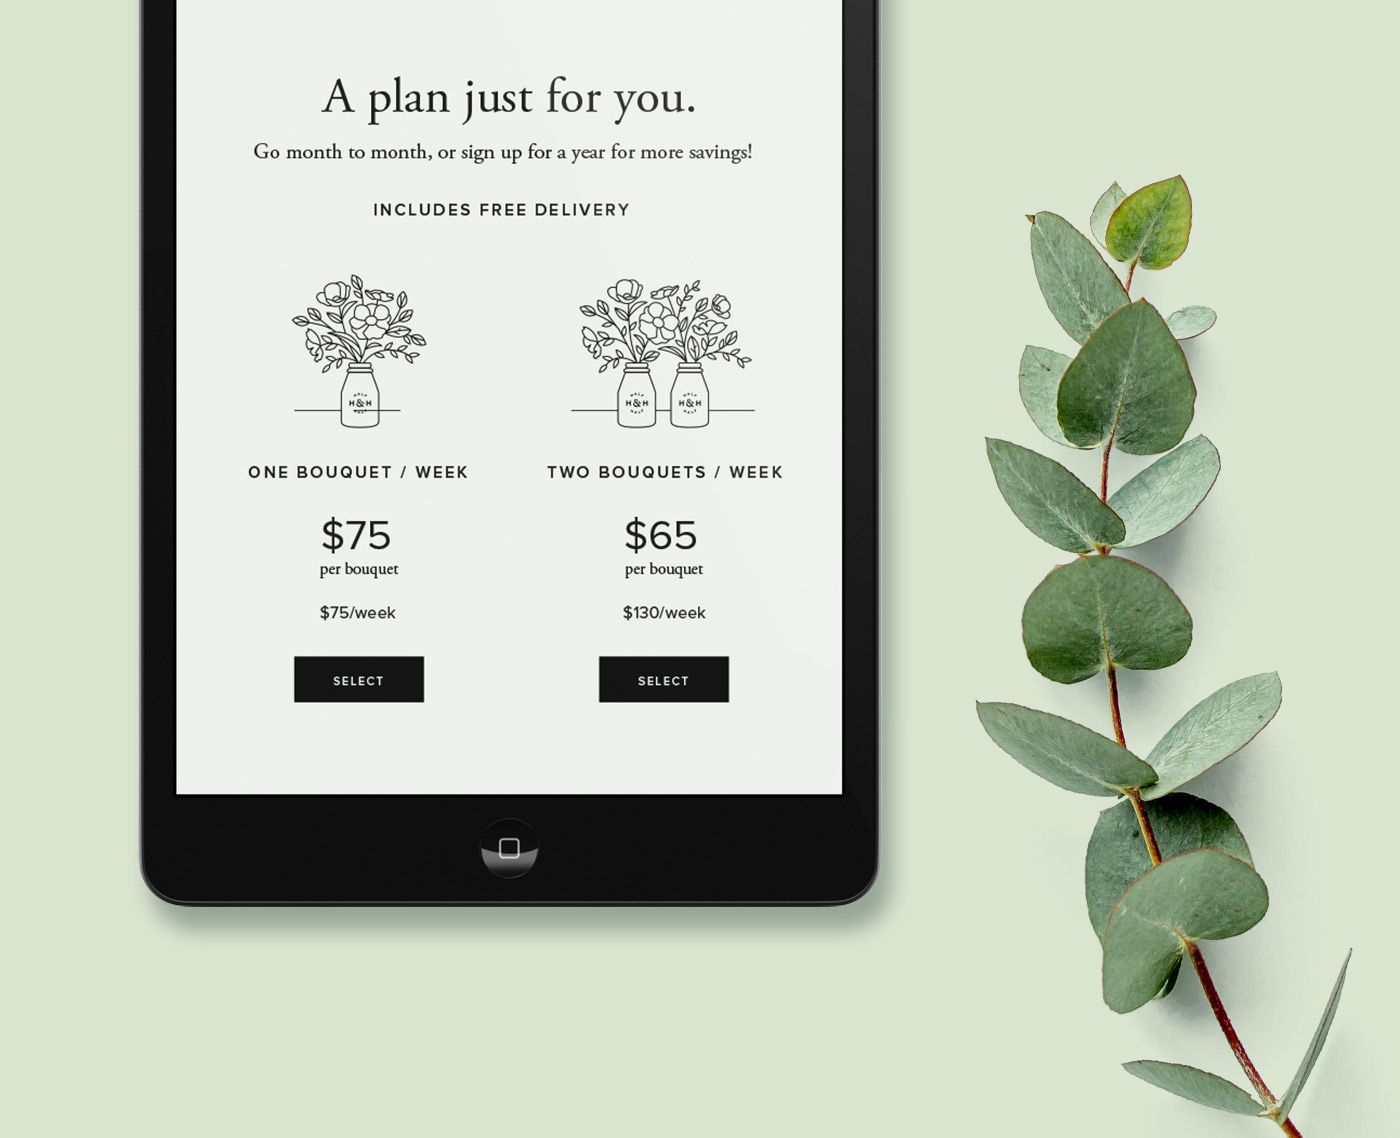 A plan just for you.
Go month to month, or sign up for a year for more savings!
INCLUDES FREE DELIVERY
H&H
H&H
H&H
ONE BOUQUET / WEEK
TWO BOUQUETS / WEEK
$75
per bouquet
$75/week
SELECT
$65
per bouquet
$130/week
SELECT